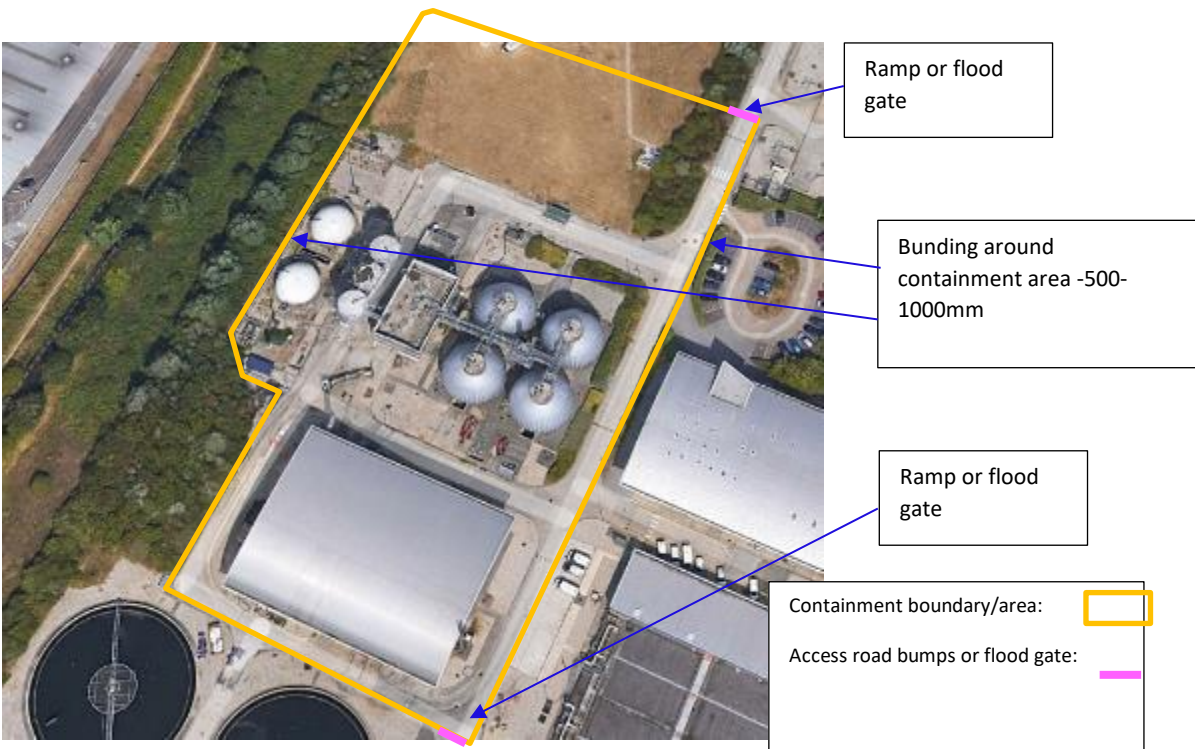 Ramp or flood
gate
Bunding around
containment area -500-
1000mm
Ramp or flood
gate
Containment boundary/area:
Access road bumps or flood gate: